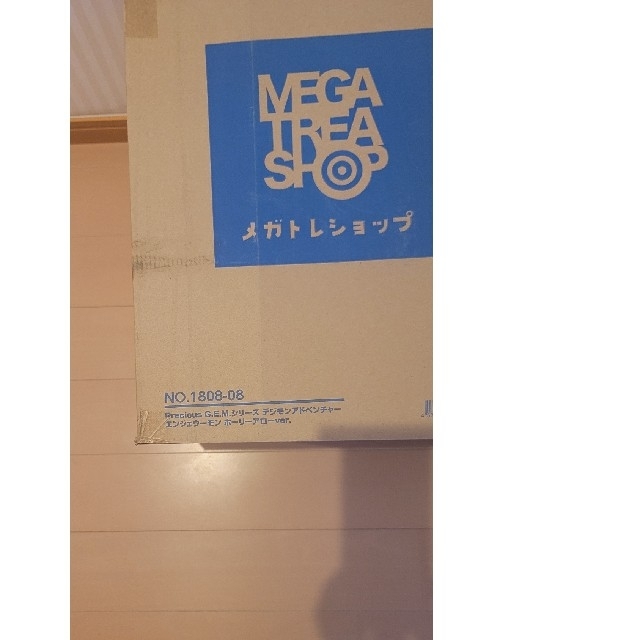 MEGA
TREA
SHOP
メガトレショップ
NO.1808-08
Precious G.E.M.シリーズ デジモンアドベンチャー
エンジェウーモン ホーリーアローver.